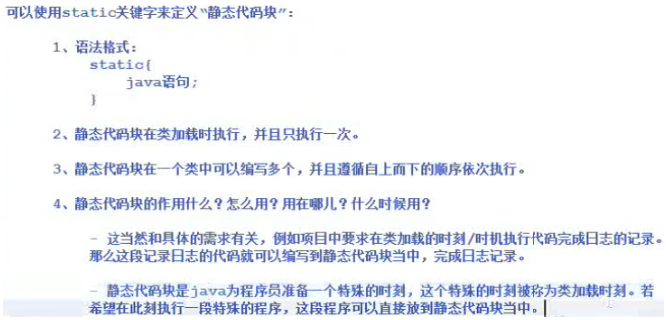 可以使用static关键字来定义“静态代码块”：
1、语法格式：
static{
java语句；
}
2、静态代码块在类加载时执行，并且只执行一次。
3、静态代码块在一个类中可以编写多个，并且遵循自上而下的顺序依次执行。
4、静态代码块的作用什么？怎么用？用在哪儿？什么时候用？
- 这当然和具体的需求有关，例如项目中要求在类加载的时刻/时机执行代码完成日志的记录。
那么这段记录日志的代码就可以编写到静态代码块当中，完成日志记录。
- 静态代码块是java为程序员准备一个特殊的时刻，这个特殊的时刻被称为类加载时刻。若
希望在此刻执行一段特殊的程序，这段程序可以直接放到静态代码块当中。